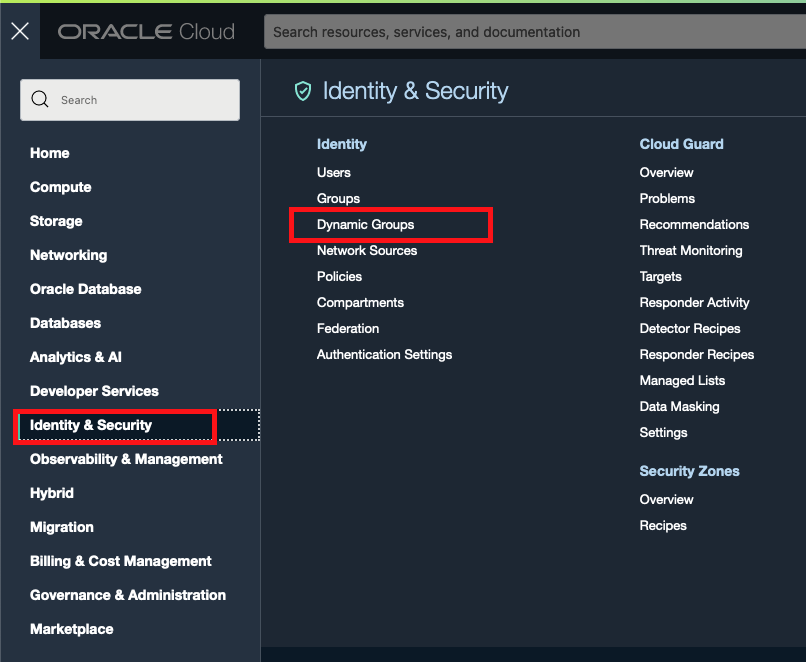 ORACLE Cloud
Search resources, services, and documentation
Search
Home
Compute
Storage
Networking
Oracle Database
Databases
Analytics & AI
Developer Services
Identity & Security
Observability & Management
Hybrid
Migration
Billing & Cost Management
Governance & Administration
Marketplace
Identity & Security
Identity
Users
Groups
Dynamic Groups
Network Sources
Policies
Compartments
Federation
Authentication Settings
Cloud Guard
Overview
Problems
Recommendations
Threat Monitoring
Targets
Responder Activity
Detector Recipes
Responder Recipes
Managed Lists
Data Masking
Settings
Security Zones
Overview
Recipes